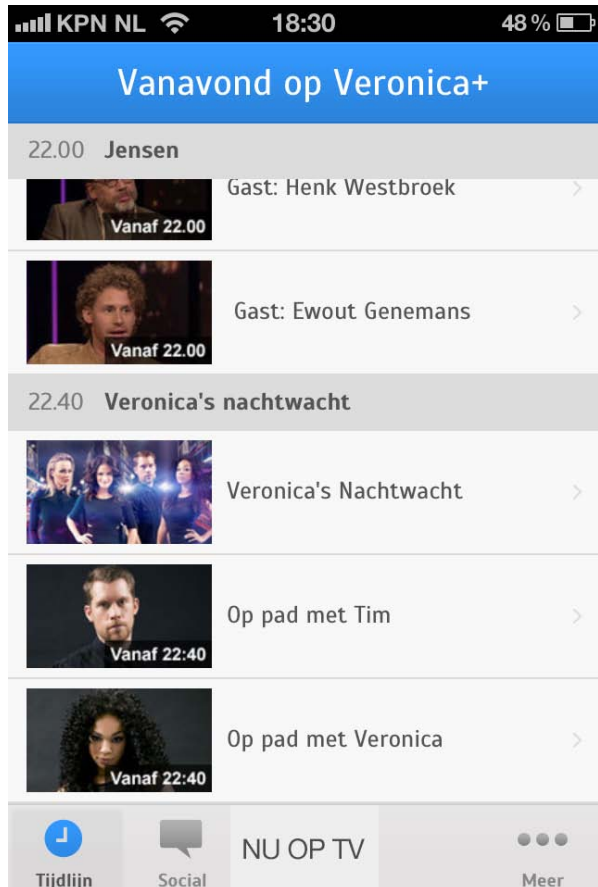 KPN NL 18:30 48 %
Vanavond op Veronica+
22.00 Jensen
Gast: Henk Westbroek
Vanaf 22.00
Gast: Ewout Genemans
Vanaf 22.00
22.40 Veronica's nachtwacht
Veronica's Nachtwacht
Op pad met Tim
Vanaf 22:40
Op pad met Veronica
Vanaf 22:40
Tijdlijn Social NU OP TV Meer